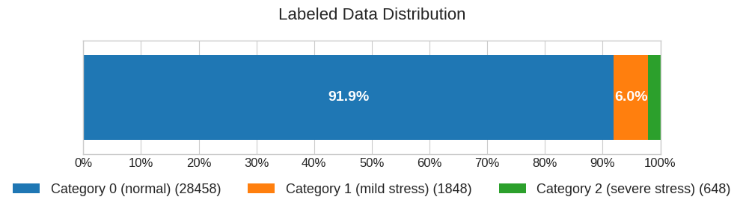 Labeled Data Distribution
91.9% 6.0%
0% 10% 20% 30% 40% 50% 60% 70% 80% 90% 100%
Category 0 (normal) (28458) Category 1 (mild stress) (1848) Category 2 (severe stress) (648)